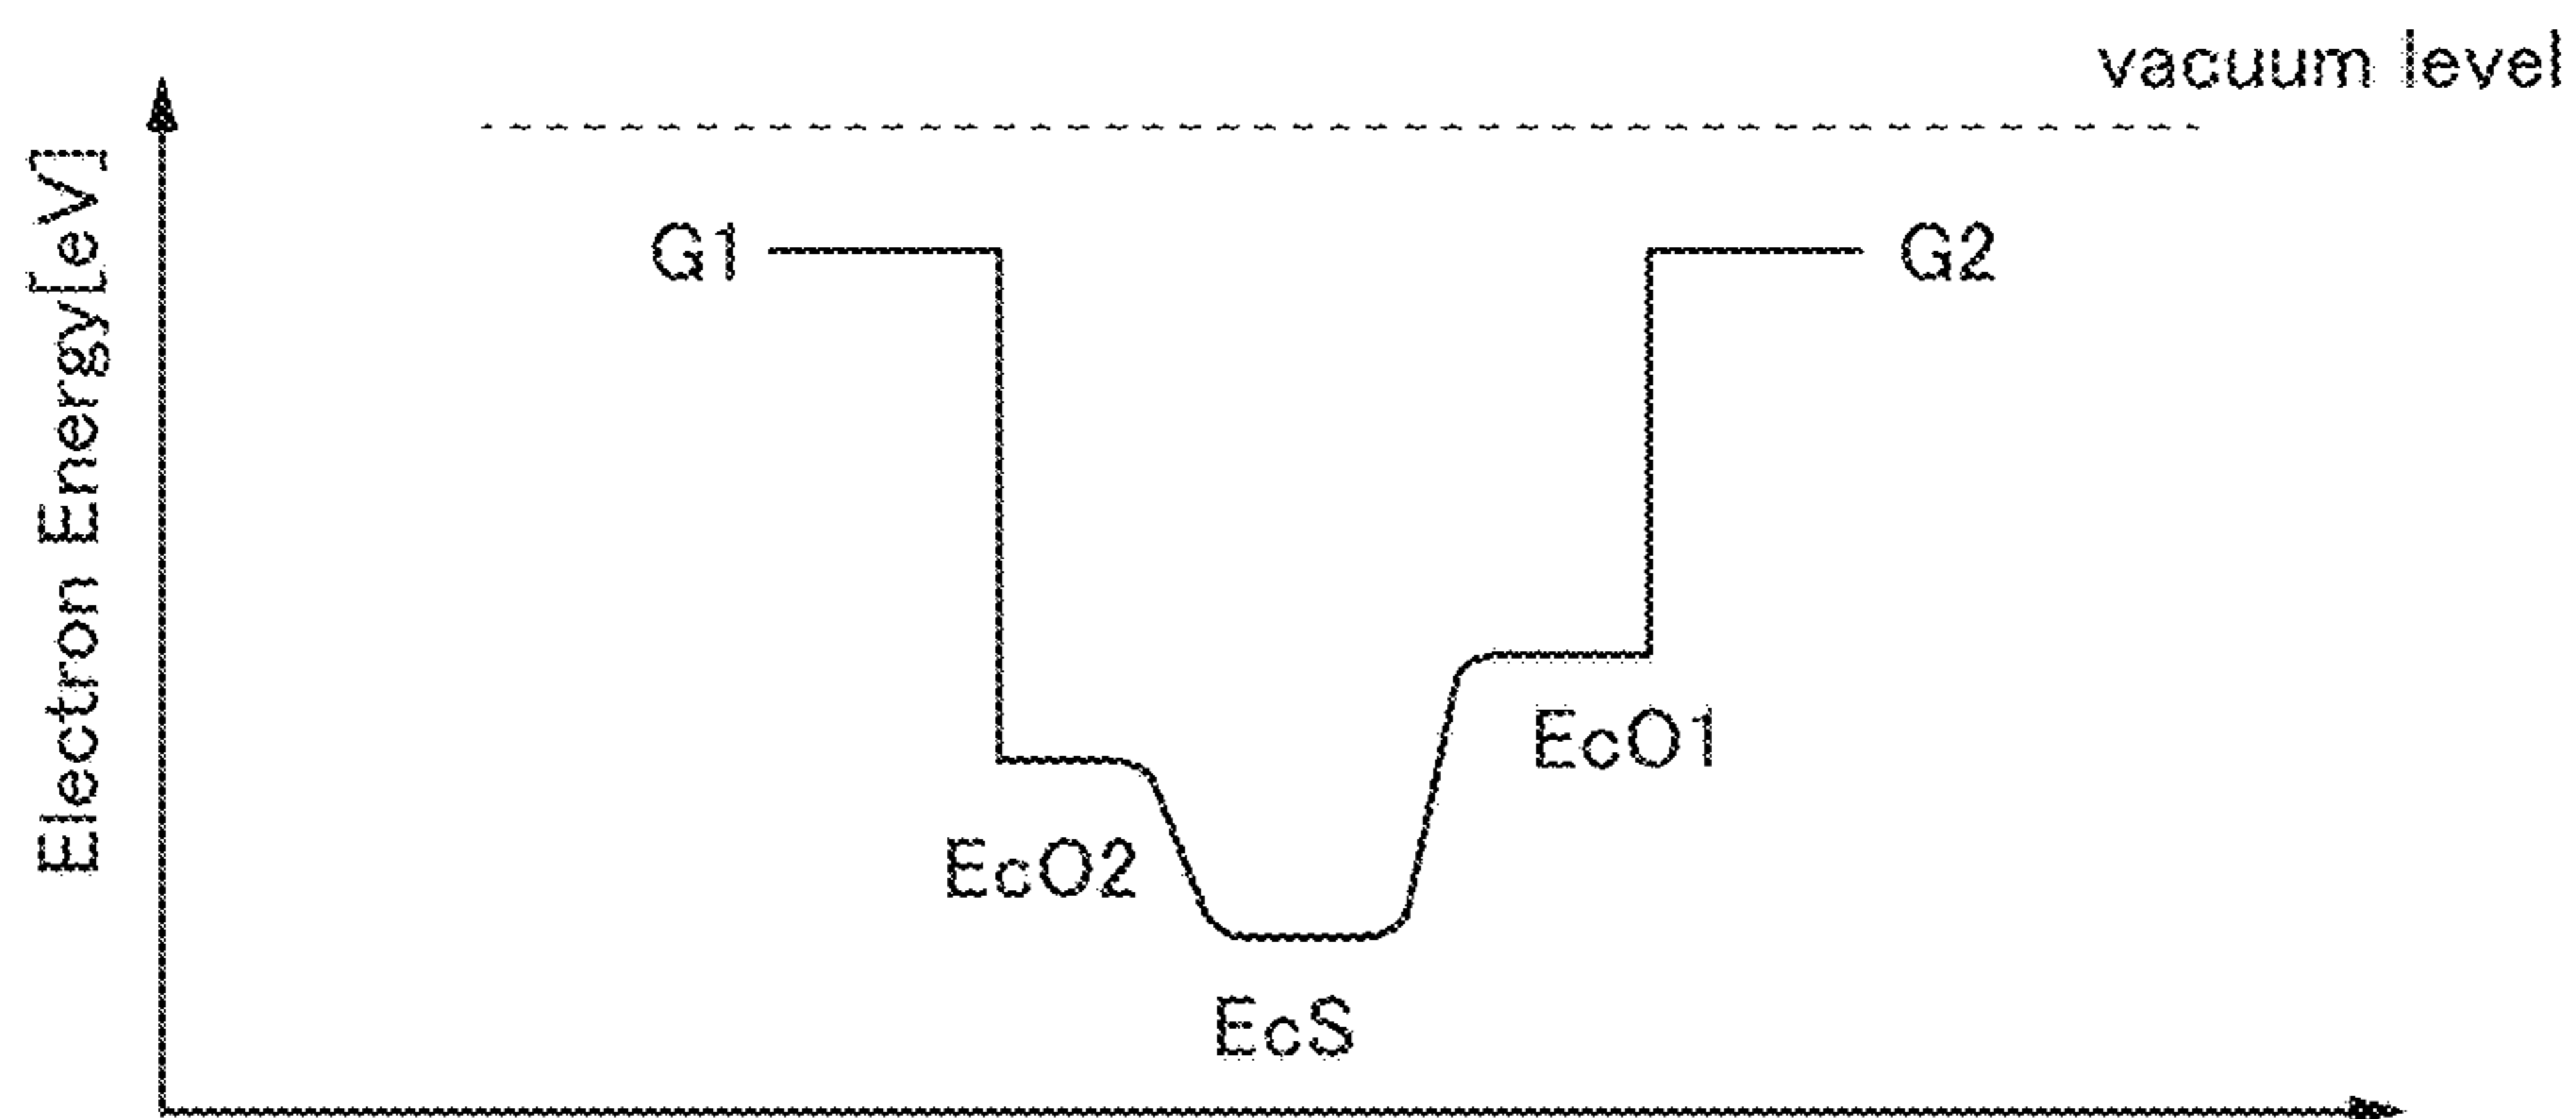 vacuum level
Electron Energy[eV]
G1
G2
EcO1
EcO2
EcS